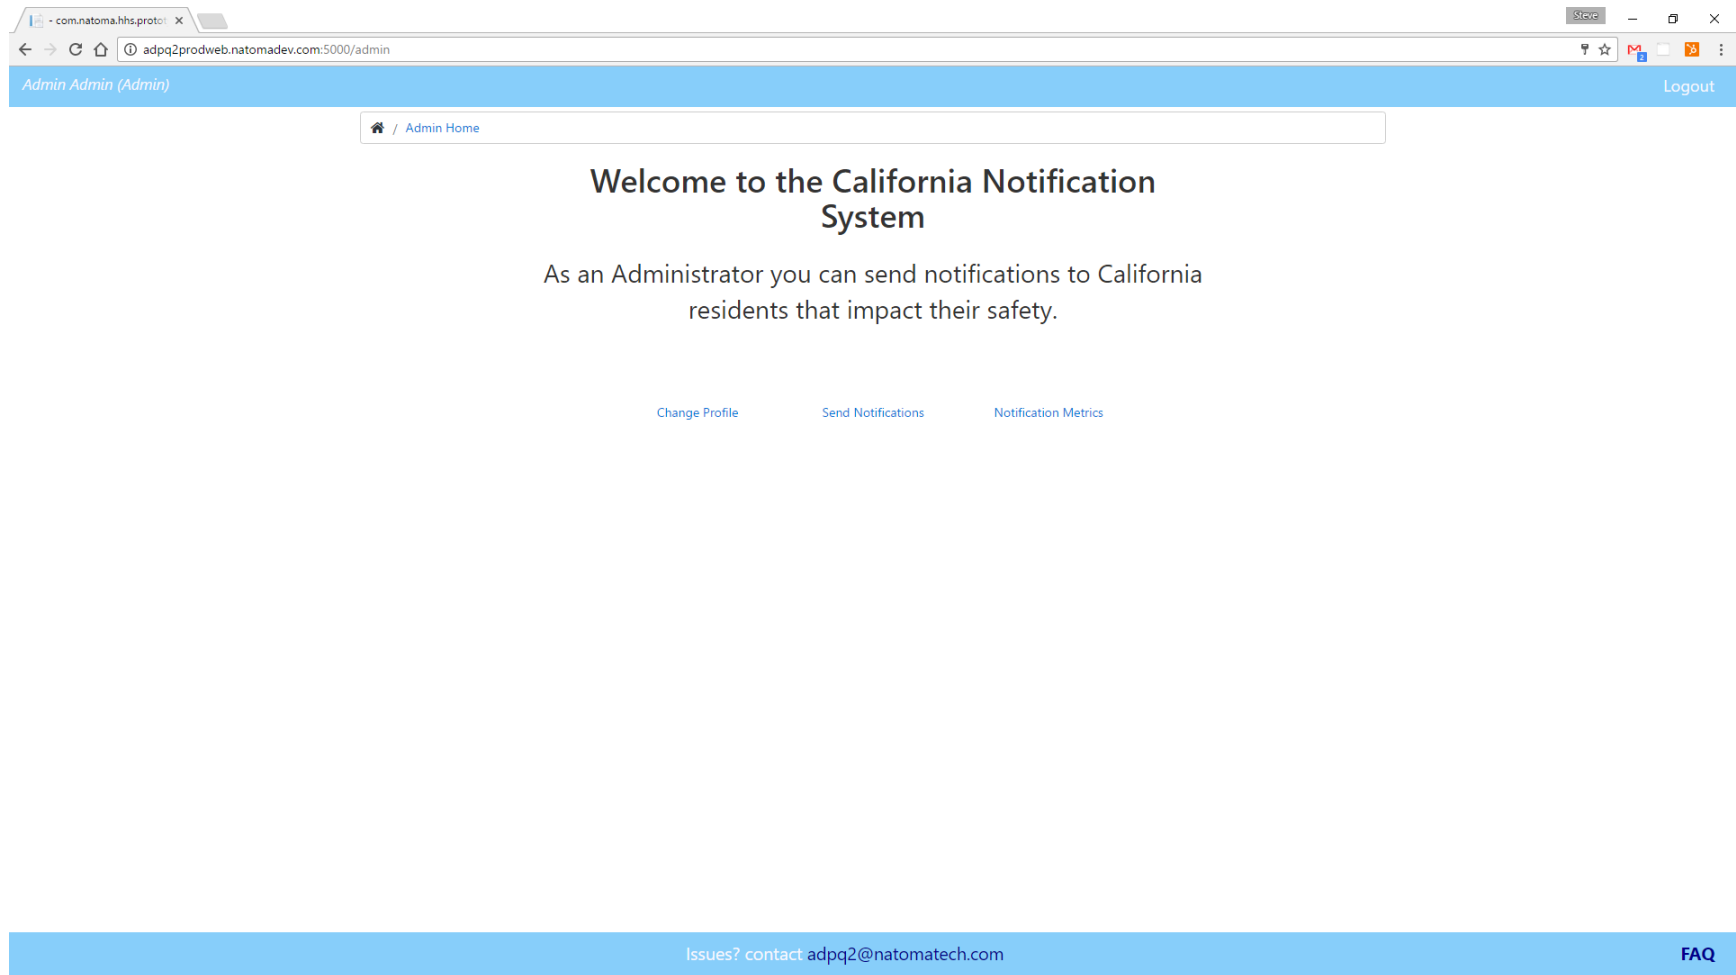 - com.natoma.hhs.protot
Steve
adpq2prodweb.natomadev.com:5000/admin
2
Admin Admin (Admin)
Logout
/ Admin Home
Welcome to the California Notification
System
As an Administrator you can send notifications to California
residents that impact their safety.
Change Profile
Send Notifications
Notification Metrics
Issues? contact adpq2@natomatech.com
FAQ